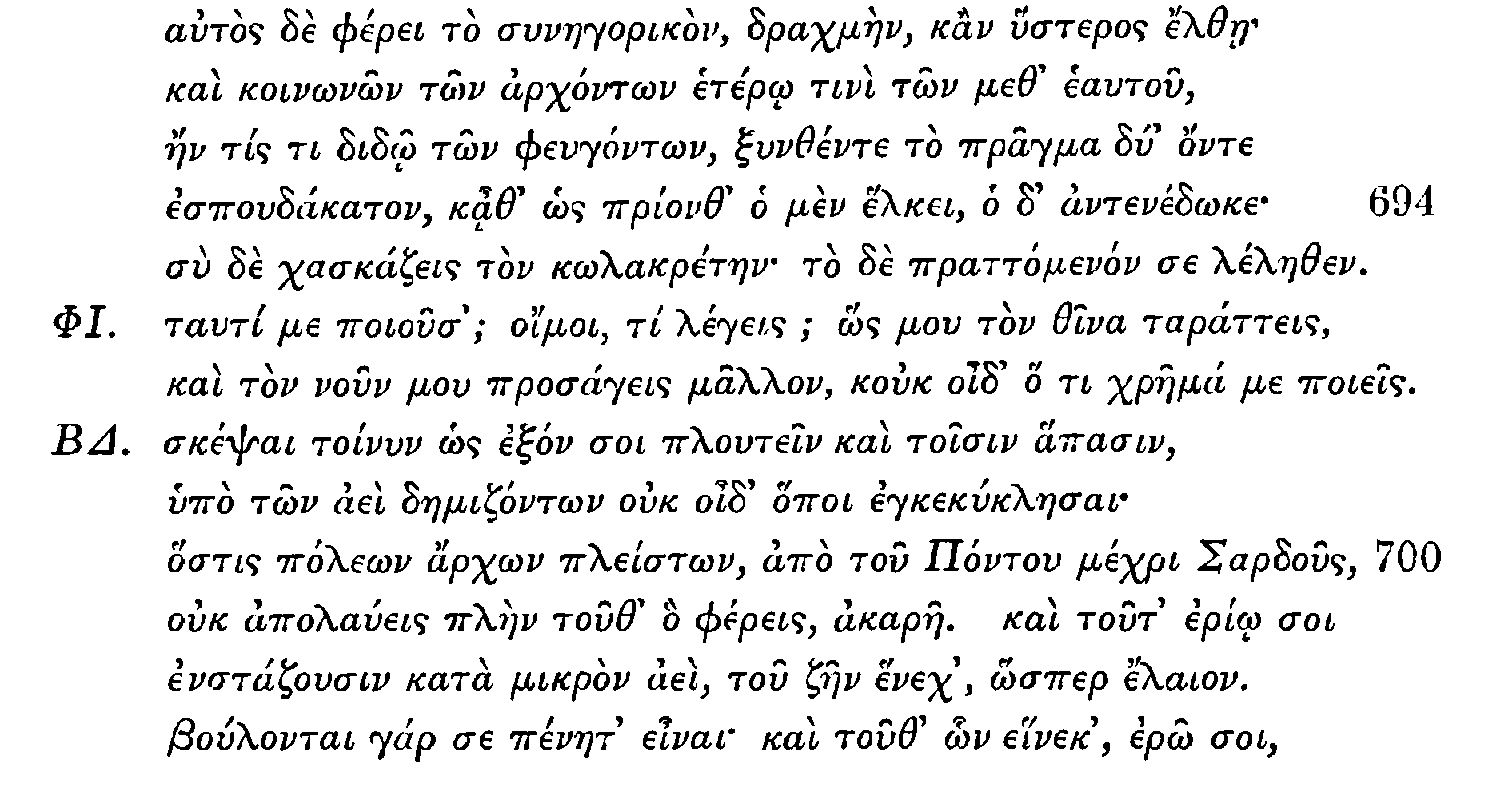 αὐτὸς δὲ φέρει τὸ συνηγορικὸν, δραχμὴν, κἂν ὕστερος ἔλθῃ·
καὶ κοινωνῶν τῶν ἀρχόντων ἑτέρῳ τινὶ τῶν μεθ' ἑαυτοῦ,
ἤν τίς τι διδῷ τῶν φευγόντων, ξυνθέντε τὸ πρᾶγμα δύ' ὄντε
ἐσπουδάκατον, κᾆθ' ὡς πρίονθ' ὁ μὲν ἕλκει, ὁ δ' ἀντενέδωκε· 694
σὺ δὲ χασκάζεις τὸν κωλακρέτην· τὸ δὲ πραττόμενόν σε λέληθεν.
ΦΙ. ταυτί με ποιοῦσ'; οἴμοι, τί λέγεις ; ὥς μου τὸν θῖνα ταράττεις,
καὶ τὸν νοῦν μου προσάγεις μᾶλλον, κοὐκ οἶδ' ὅ τι χρῆμά με ποιεῖς.
ΒΔ. σκέψαι τοίνυν ὡς ἐξόν σοι πλουτεῖν καὶ τοῖσιν ἅπασιν,
ὑπὸ τῶν ἀεὶ δημιζόντων οὐκ οἶδ' ὅποι ἐγκεκύκλησαι·
ὅστις πόλεων ἄρχων πλείστων, ἀπὸ τοῦ Πόντου μέχρι Σαρδοῦς, 700
οὐκ ἀπολαύεις πλὴν τοῦθ' ὃ φέρεις, ἀκαρῆ. καὶ τοῦτ' ἐρίῳ σοι
ἐνστάζουσιν κατὰ μικρὸν ἀεὶ, τοῦ ζῆν ἕνεχ', ὥσπερ ἔλαιον.
βούλονται γάρ σε πένητ' εἶναι· καὶ τοῦθ' ὧν εἵνεκ', ἐρῶ σοι,